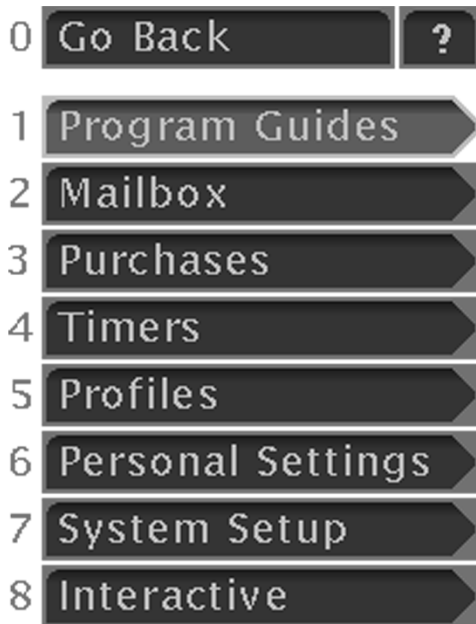 0 Go Back ?
1 Program Guides
2 Mailbox
3 Purchases
4 Timers
5 Profiles
6 Personal Settings
7 System Setup
8 Interactive